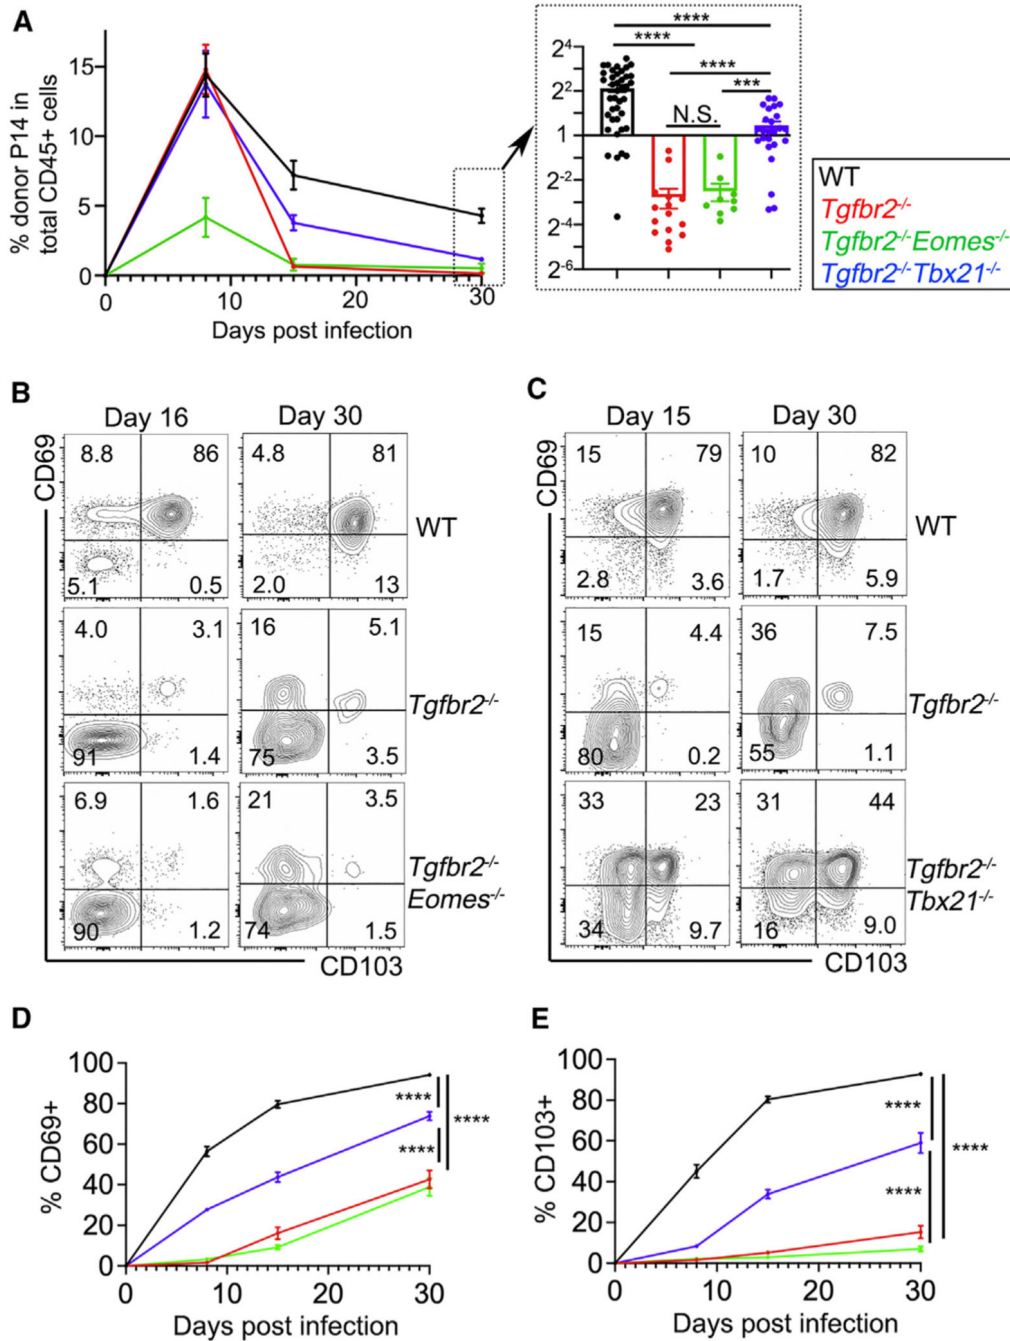 A
% donor P14 in
total CD45+ cells
15
10
5
0
0 10 20 30
Days post infection
2⁴
2²
1
2⁻²
2⁻⁴
2⁻⁶
****
****
****
***
N.S.
WT
Tgfbr2⁻/⁻
Tgfbr2⁻/⁻Eomes⁻/⁻
Tgfbr2⁻/⁻Tbx21⁻/⁻
B
Day 16 Day 30
CD69
8.8 86 4.8 81
5.1 0.5 2.0 13
WT
4.0 3.1 16 5.1
91 1.4 75 3.5
Tgfbr2⁻/⁻
6.9 1.6 21 3.5
90 1.2 74 1.5
Tgfbr2⁻/⁻
Eomes⁻/⁻
CD103
C
Day 15 Day 30
CD69
15 79 10 82
2.8 3.6 1.7 5.9
WT
15 4.4 36 7.5
80 0.2 55 1.1
Tgfbr2⁻/⁻
33 23 31 44
34 9.7 16 9.0
Tgfbr2⁻/⁻
Tbx21⁻/⁻
CD103
D
% CD69+
100
80
60
40
20
0
0 10 20 30
Days post infection
****
****
****
E
% CD103+
100
80
60
40
20
0
0 10 20 30
Days post infection
****
****
****